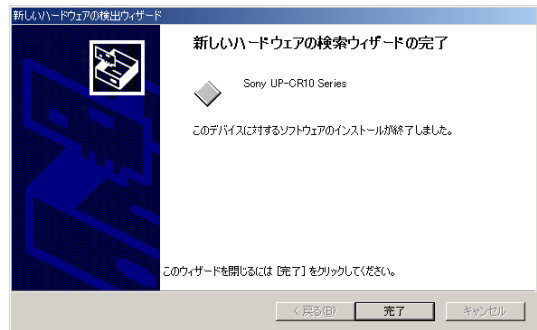 新しいハードウェアの検出ウィザード
新しいハードウェアの検索ウィザードの完了
Sony UP-CR10 Series
このデバイスに対するソフトウェアのインストールが終了しました。
このウィザードを閉じるには [完了] をクリックしてください。
< 戻る(B)
完了
キャンセル